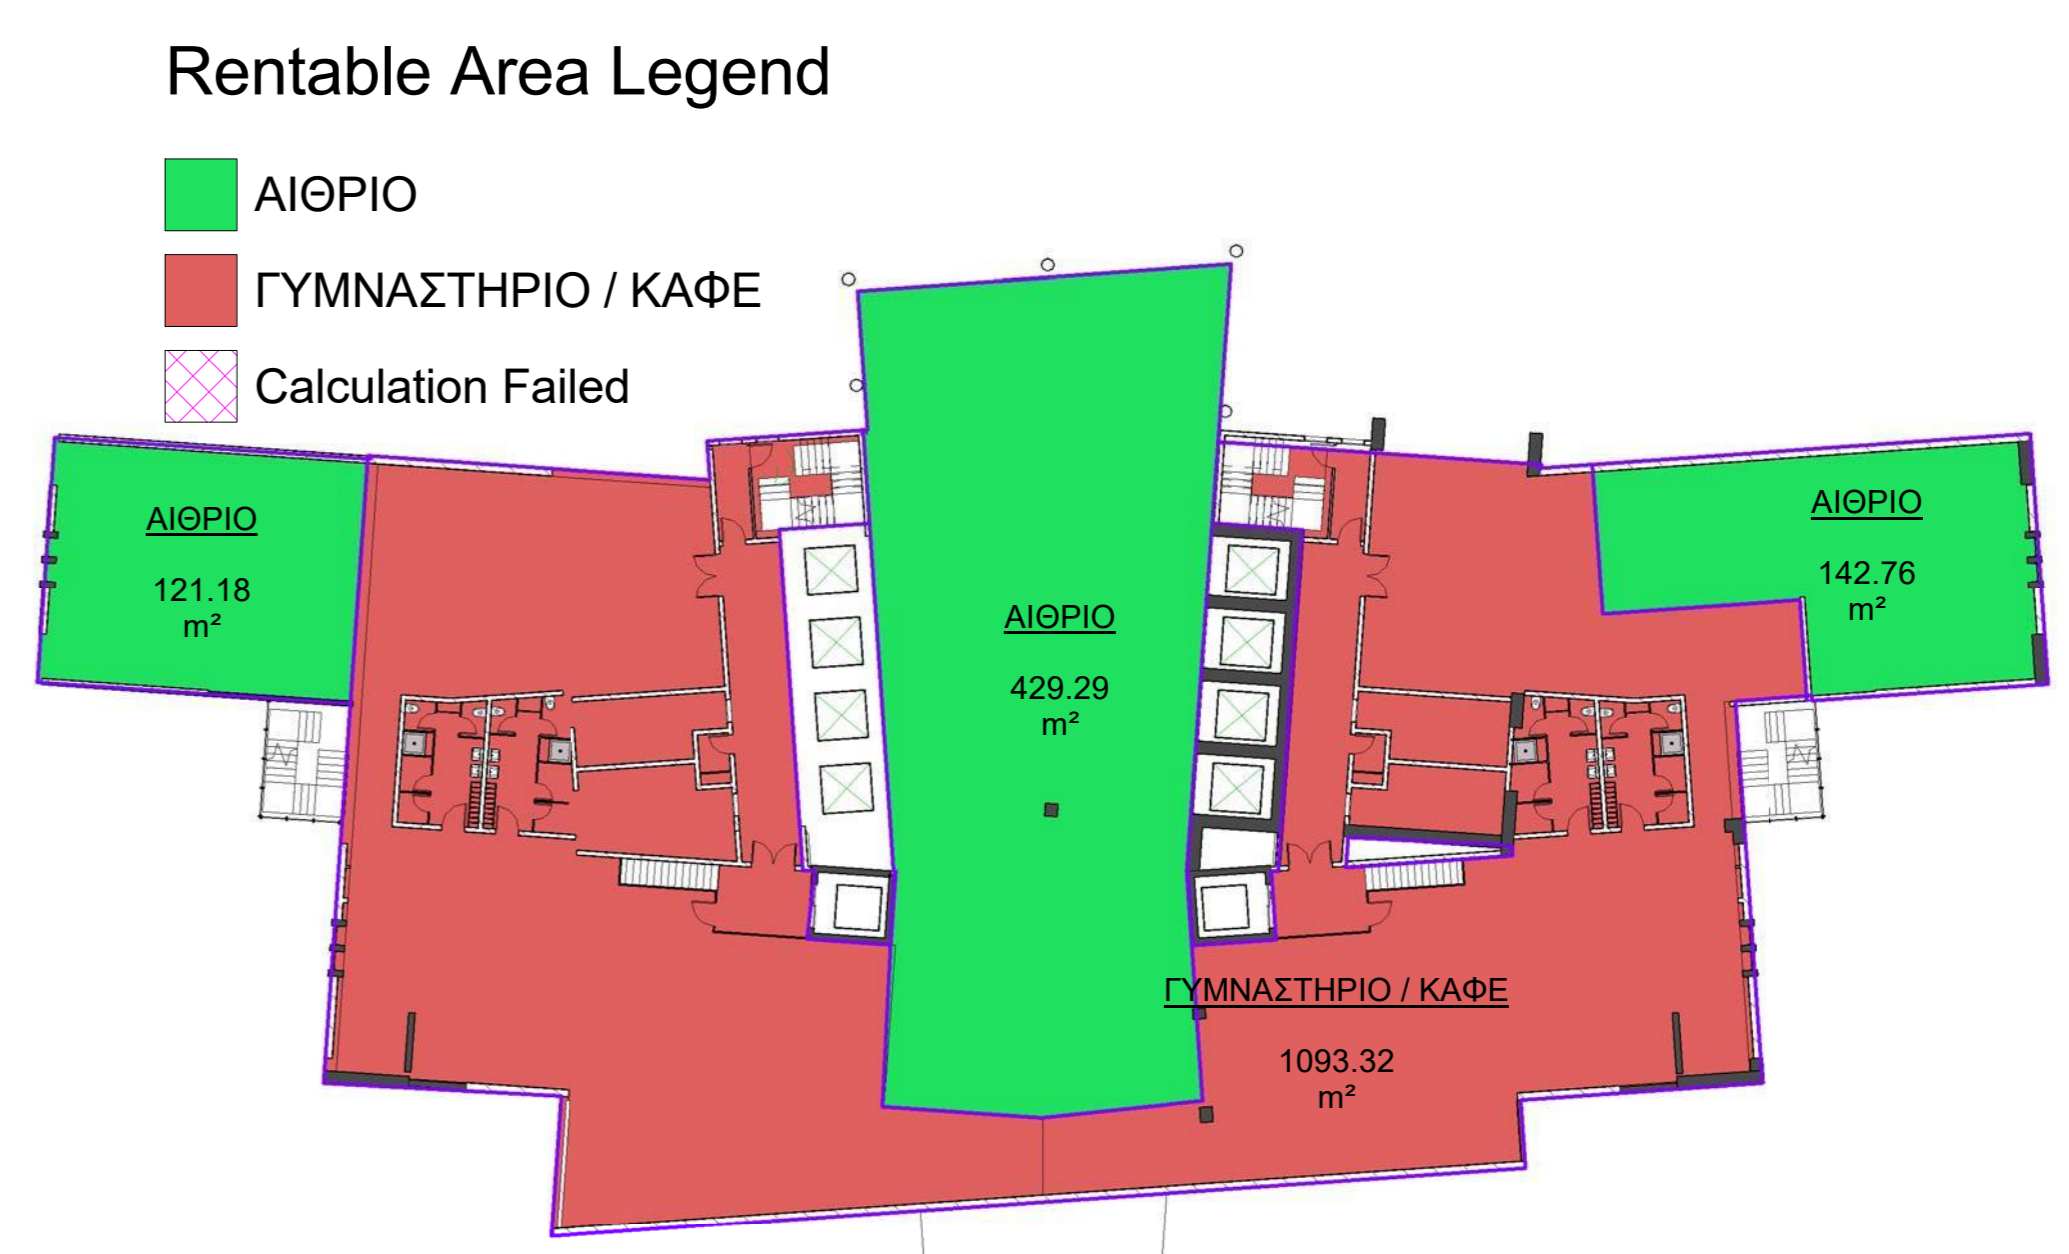 Rentable Area Legend
ΑΙΘΡΙΟ
ΓΥΜΝΑΣΤΗΡΙΟ / ΚΑΦΕ
Calculation Failed
ΑΙΘΡΙΟ
121.18
m²
ΑΙΘΡΙΟ
429.29
m²
ΑΙΘΡΙΟ
142.76
m²
ΓΥΜΝΑΣΤΗΡΙΟ / ΚΑΦΕ
1093.32
m²